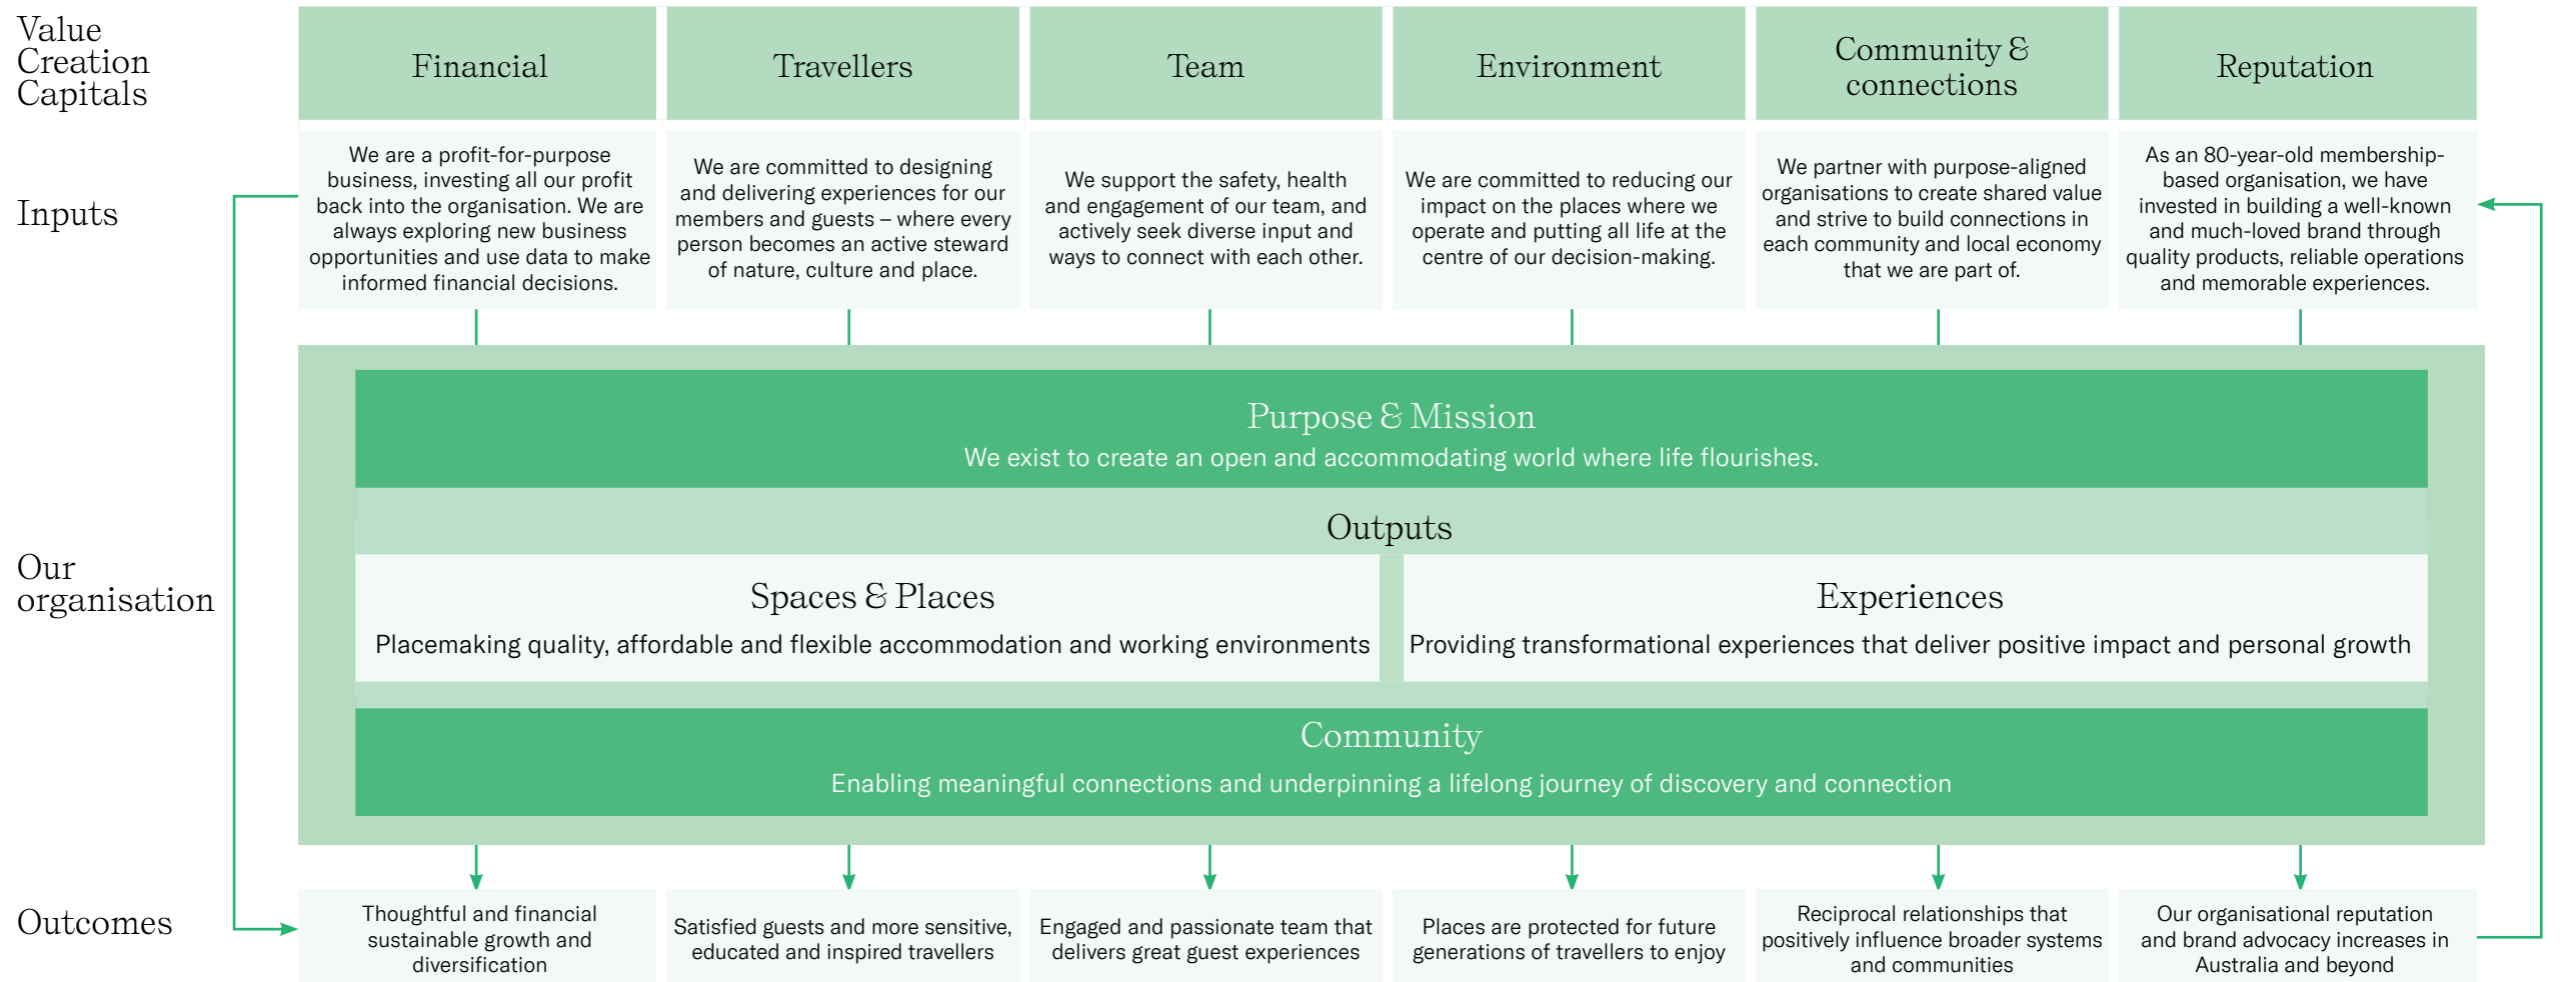 Value
Creation
Capitals
Financial
Travellers
Team
Environment
Community &
connections
Reputation
Inputs
We are a profit-for-purpose
business, investing all our profit
back into the organisation. We are
always exploring new business
opportunities and use data to make
informed financial decisions.
We are committed to designing
and delivering experiences for our
members and guests – where every
person becomes an active steward
of nature, culture and place.
We support the safety, health
and engagement of our team, and
actively seek diverse input and
ways to connect with each other.
We are committed to reducing our
impact on the places where we
operate and putting all life at the
centre of our decision-making.
We partner with purpose-aligned
organisations to create shared value
and strive to build connections in
each community and local economy
that we are part of.
As an 80-year-old membership-
based organisation, we have
invested in building a well-known
and much-loved brand through
quality products, reliable operations
and memorable experiences.
Our
organisation
Purpose & Mission
We exist to create an open and accommodating world where life flourishes.
Outputs
Spaces & Places
Placemaking quality, affordable and flexible accommodation and working environments
Experiences
Providing transformational experiences that deliver positive impact and personal growth
Community
Enabling meaningful connections and underpinning a lifelong journey of discovery and connection
Outcomes
Thoughtful and financial
sustainable growth and
diversification
Satisfied guests and more sensitive,
educated and inspired travellers
Engaged and passionate team that
delivers great guest experiences
Places are protected for future
generations of travellers to enjoy
Reciprocal relationships that
positively influence broader systems
and communities
Our organisational reputation
and brand advocacy increases in
Australia and beyond